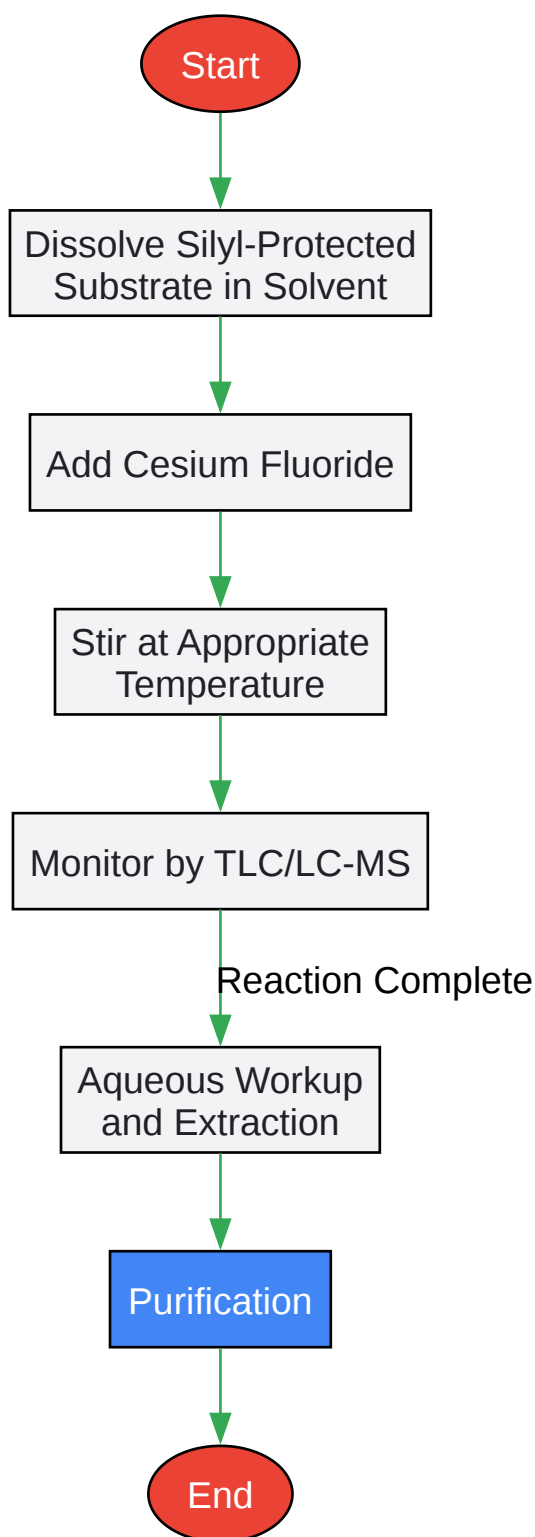 Start
Dissolve Silyl-Protected
Substrate in Solvent
Add Cesium Fluoride
Stir at Appropriate
Temperature
Monitor by TLC/LC-MS
Reaction Complete
Aqueous Workup
and Extraction
Purification
End